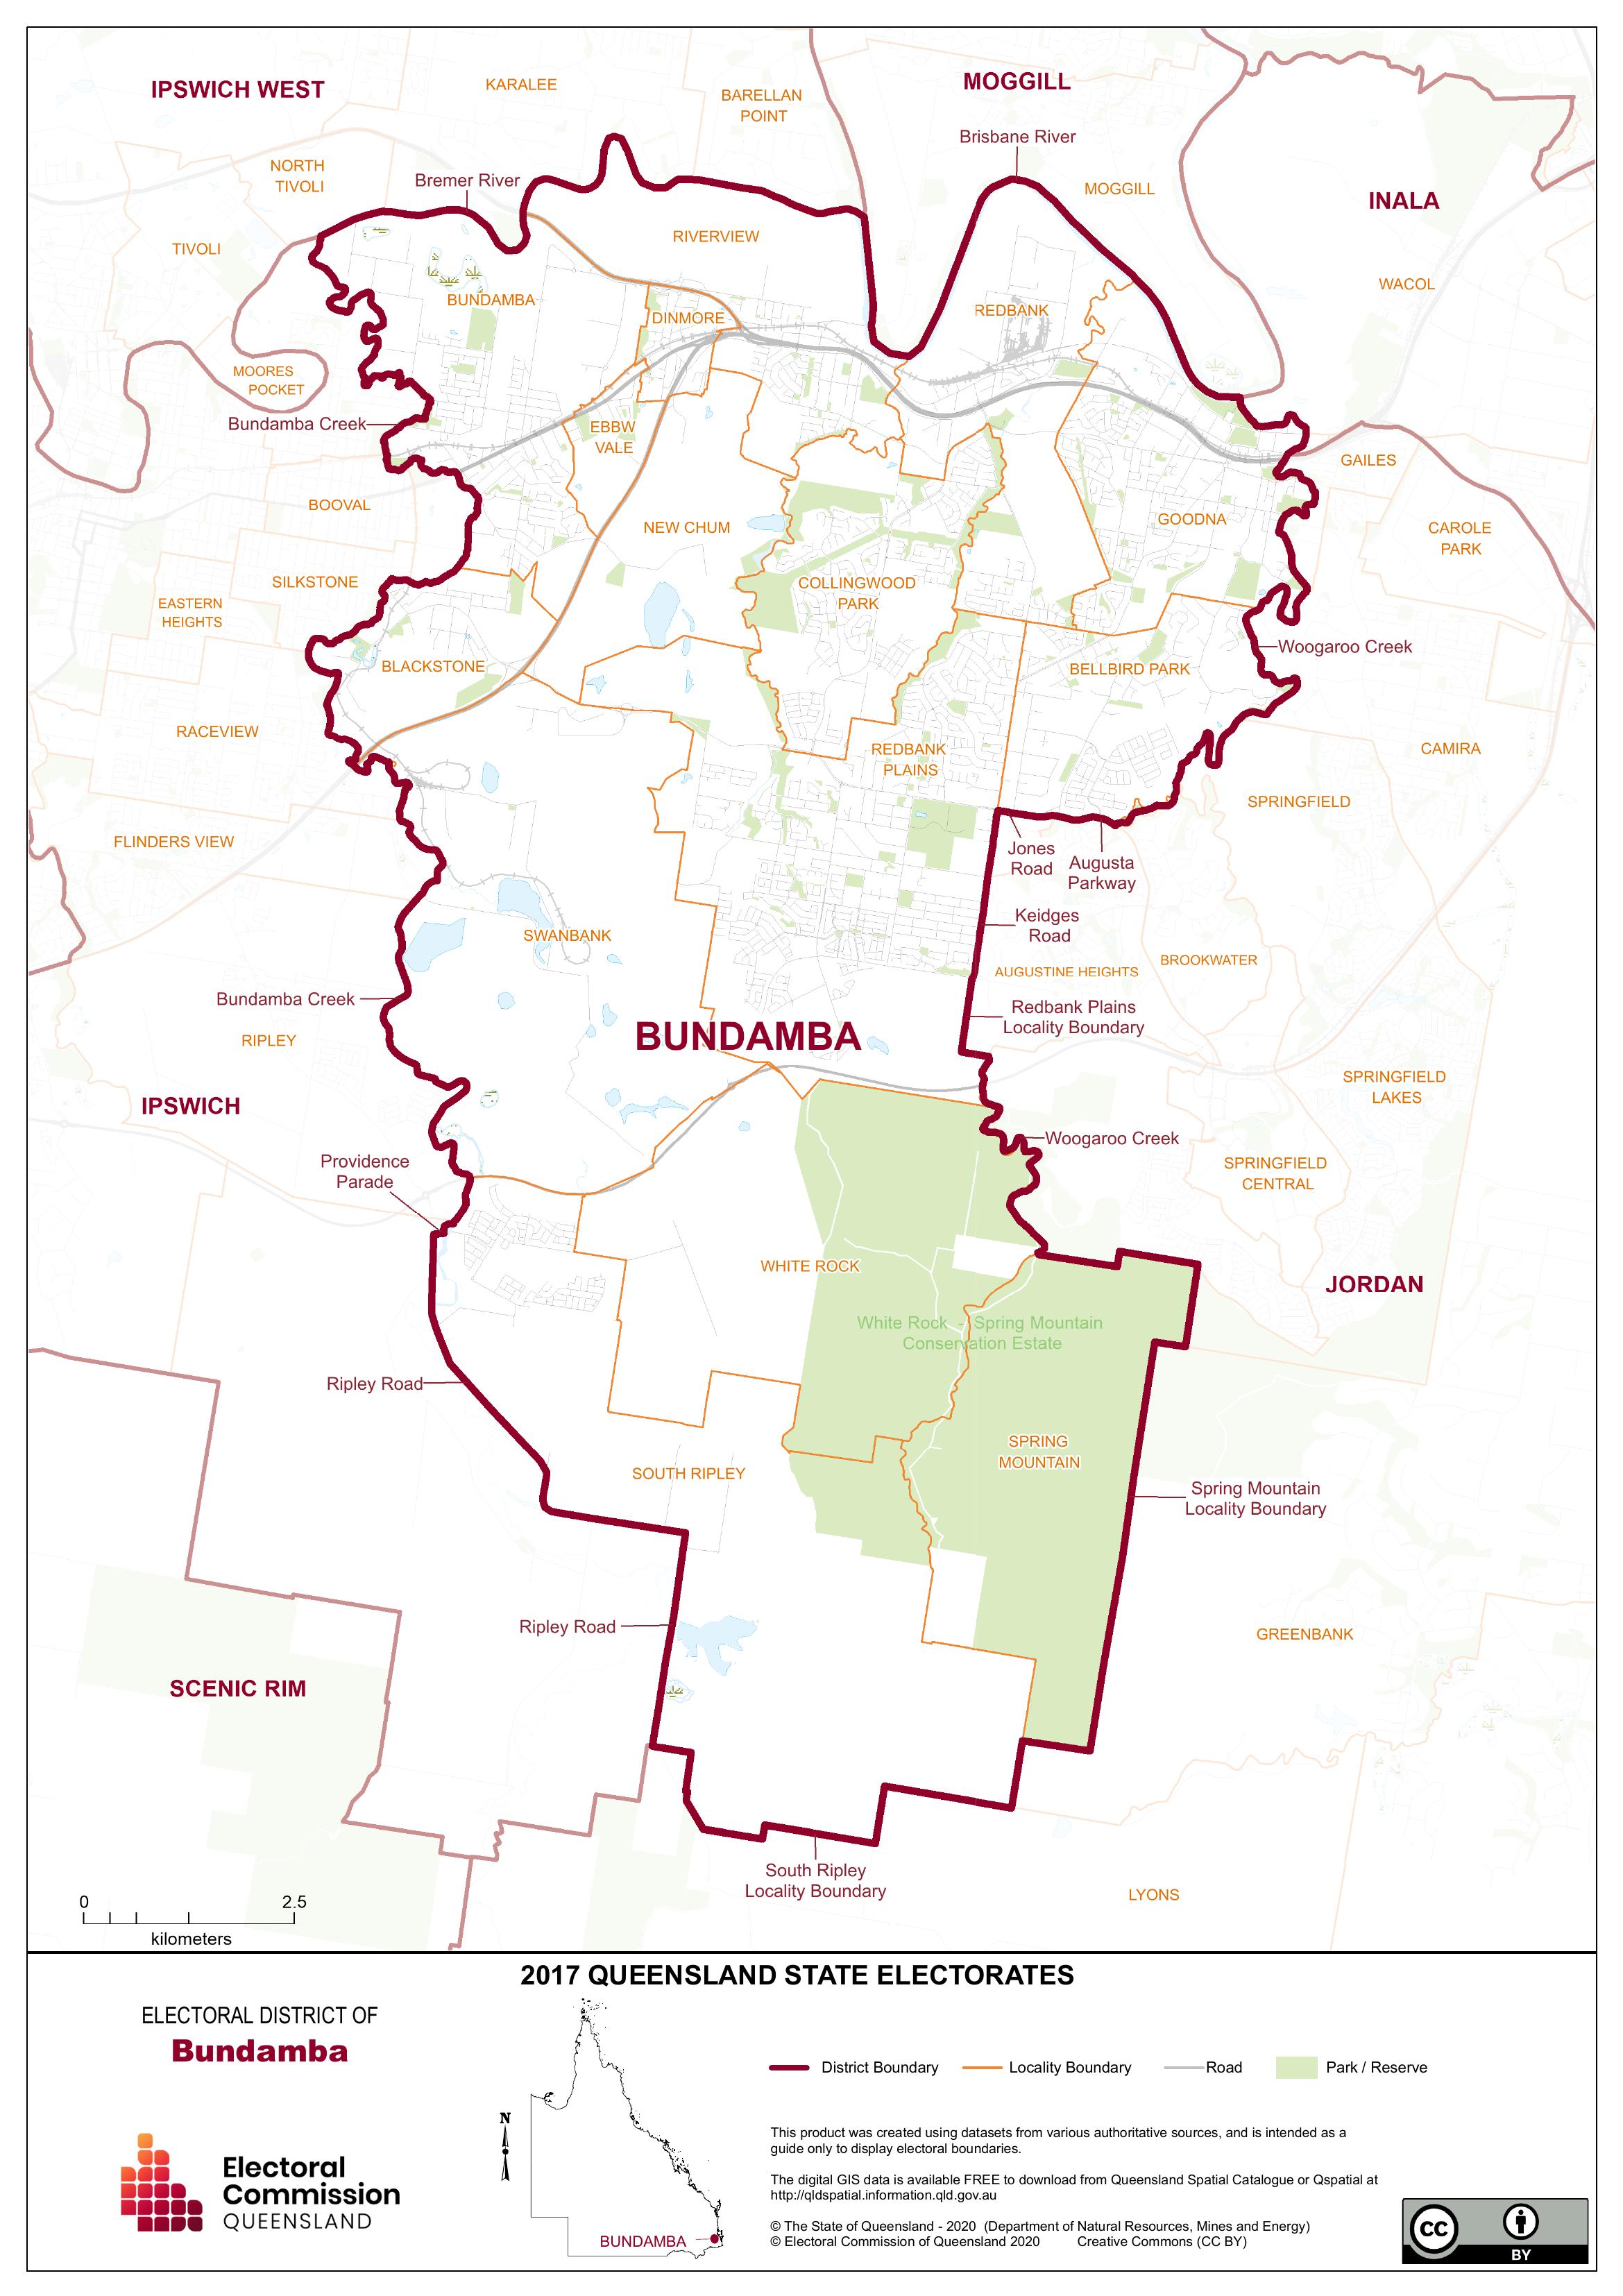 IPSWICH WEST
KARALEE
BARELLAN
POINT
MOGGILL
Brisbane River
NORTH
TIVOLI
Bremer River
MOGGILL
INALA
TIVOLI
RIVERVIEW
WACOL
BUNDAMBA
DINMORE
REDBANK
MOORES
POCKET
Bundamba Creek
EBBW
VALE
GAILES
BOOVAL
NEW CHUM
GOODNA
CAROLE
PARK
SILKSTONE
COLLINGWOOD
PARK
EASTERN
HEIGHTS
Woogaroo Creek
BLACKSTONE
BELLBIRD PARK
RACEVIEW
REDBANK
PLAINS
CAMIRA
SPRINGFIELD
FLINDERS VIEW
Jones
Road
Augusta
Parkway
Keidges
Road
SWANBANK
BROOKWATER
AUGUSTINE HEIGHTS
Bundamba Creek
Redbank Plains
Locality Boundary
RIPLEY
BUNDAMBA
SPRINGFIELD
LAKES
IPSWICH
Woogaroo Creek
Providence
Parade
SPRINGFIELD
CENTRAL
WHITE ROCK
JORDAN
White Rock - Spring Mountain
Conservation Estate
Ripley Road
SPRING
MOUNTAIN
SOUTH RIPLEY
Spring Mountain
Locality Boundary
Ripley Road
GREENBANK
SCENIC RIM
South Ripley
Locality Boundary
LYONS
0 2.5
kilometers
2017 QUEENSLAND STATE ELECTORATES
ELECTORAL DISTRICT OF
Bundamba
District Boundary
Locality Boundary
Road
Park / Reserve
N
This product was created using datasets from various authoritative sources, and is intended as a
guide only to display electoral boundaries.
The digital GIS data is available FREE to download from Queensland Spatial Catalogue or Qspatial at
http://qldspatial.information.qld.gov.au
© The State of Queensland - 2020 (Department of Natural Resources, Mines and Energy)
© Electoral Commission of Queensland 2020 Creative Commons (CC BY)
Electoral
Commission
QUEENSLAND
BUNDAMBA
CC
BY